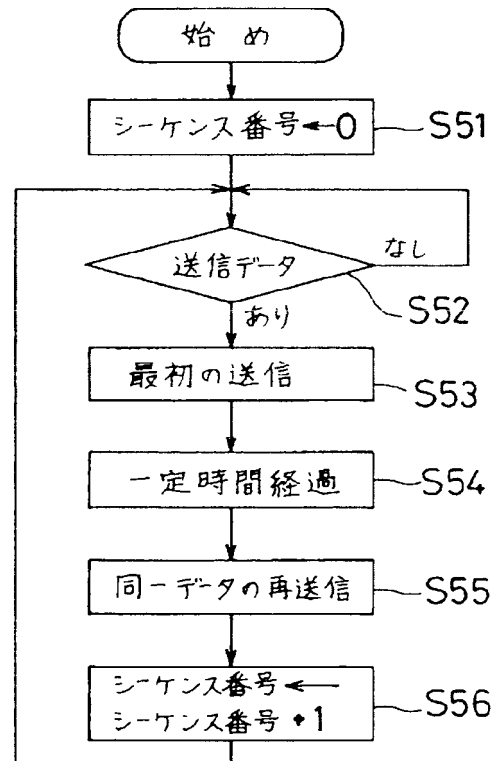 始め
シーケンス番号←0
S51
送信データ
なし
S52
あり
最初の送信
S53
一定時間経過
S54
同一データの再送信
S55
シーケンス番号←
シーケンス番号+1
S56